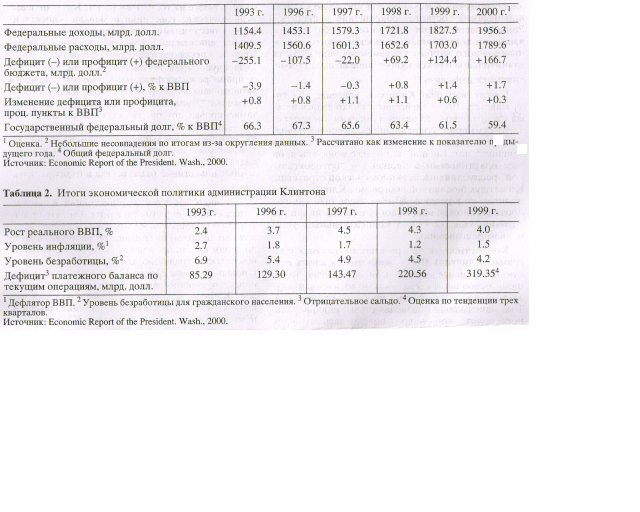 1993 г. 1996 г. 1997 г. 1998 г. 1999 г. 2000 г.¹
Федеральные доходы, млрд. долл. 1154.4 1453.1 1579.3 1721.8 1827.5 1956.3
Федеральные расходы, млрд. долл. 1409.5 1560.6 1601.3 1652.6 1703.0 1789.6
Дефицит (–) или профицит (+) федерального
бюджета, млрд. долл.² –255.1 –107.5 –22.0 +69.2 +124.4 +166.7
Дефицит (–) или профицит (+), % к ВВП –3.9 –1.4 –0.3 +0.8 +1.4 +1.7
Изменение дефицита или профицита,
проц. пункты к ВВП³ +0.8 +0.8 +1.1 +1.1 +0.6 +0.3
Государственный федеральный долг, % к ВВП⁴ 66.3 67.3 65.6 63.4 61.5 59.4
¹ Оценка. ² Небольшие несовпадения по итогам из-за округления данных. ³ Рассчитано как изменение к показателю ды-
дущего года. ⁴ Общий федеральный долг.
Источник: Economic Report of the President. Wash., 2000.
Таблица 2. Итоги экономической политики администрации Клинтона
1993 г. 1996 г. 1997 г. 1998 г. 1999 г.
Рост реального ВВП, % 2.4 3.7 4.5 4.3 4.0
Уровень инфляции, %¹ 2.7 1.8 1.7 1.2 1.5
Уровень безработицы, %² 6.9 5.4 4.9 4.5 4.2
Дефицит³ платежного баланса по 85.29 129.30 143.47 220.56 319.35⁴
текущим операциям, млрд. долл.
¹ Дефлятор ВВП. ² Уровень безработицы для гражданского населения. ³ Отрицательное сальдо. ⁴ Оценка по тенденции трех
кварталов.
Источник: Economic Report of the President. Wash., 2000.